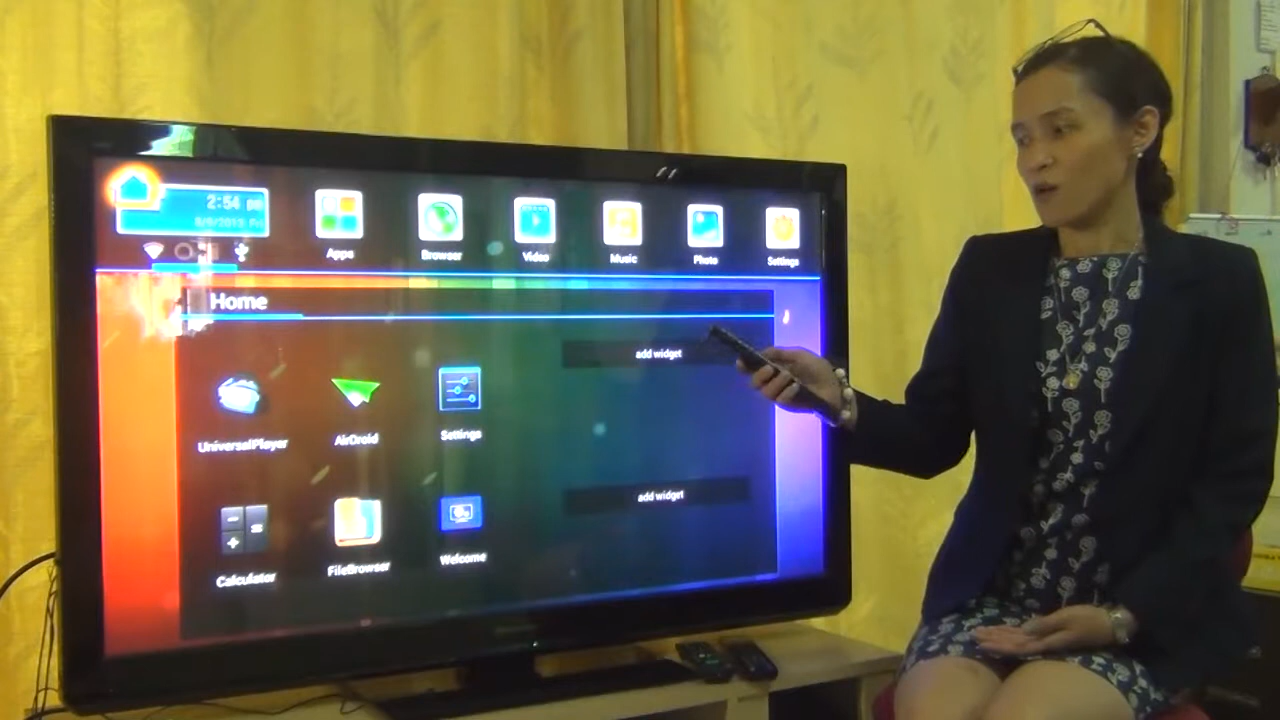 2:54 pm
Apps
Browser
Video
Music
Photo
Settings
Home
add widget
UniversalPlayer
AirDroid
Settings
add widget
Calculator
FileBrowser
Welcome